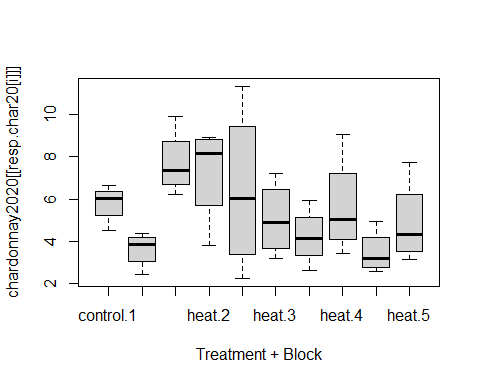 chardonnay2020[[resp.char20[i]]]
10
8
6
4
2
control.1 heat.2 heat.3 heat.4 heat.5
Treatment + Block